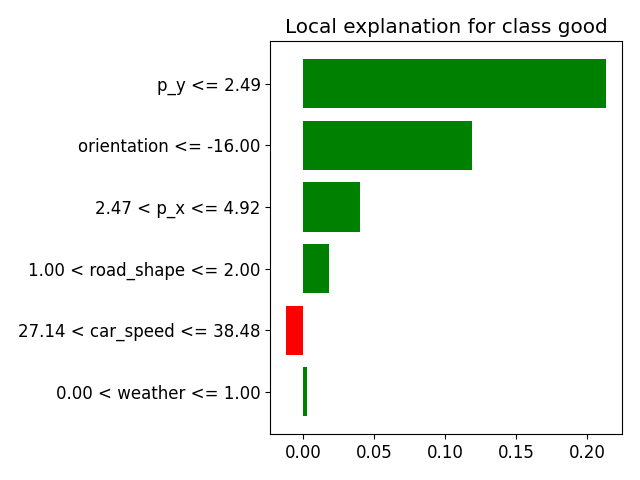 Local explanation for class good
p_y <= 2.49
orientation <= -16.00
2.47 < p_x <= 4.92
1.00 < road_shape <= 2.00
27.14 < car_speed <= 38.48
0.00 < weather <= 1.00
0.00 0.05 0.10 0.15 0.20